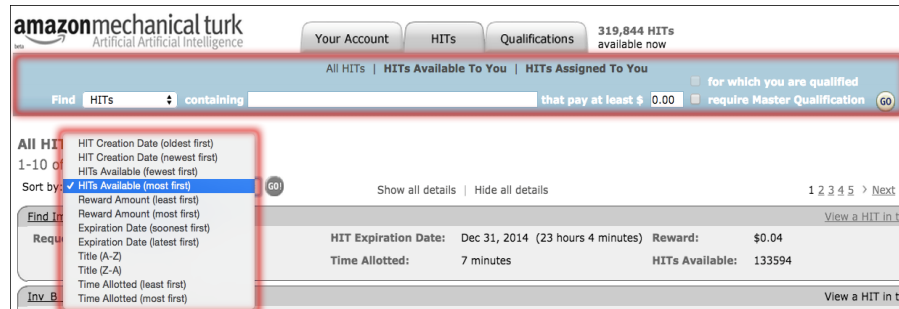 amazonmechanical turk
beta
Artificial Artificial Intelligence
Your Account
HITs
Qualifications
319,844 HITs
available now
All HITs | HITs Available To You | HITs Assigned To You
Find HITs containing that pay at least $ 0.00
for which you are qualified
require Master Qualification
GO
All HIT
1-10 of
Sort by:
HIT Creation Date (oldest first)
HIT Creation Date (newest first)
HITs Available (fewest first)
✓ HITs Available (most first)
Reward Amount (least first)
Reward Amount (most first)
Expiration Date (soonest first)
Expiration Date (latest first)
Title (A-Z)
Title (Z-A)
Time Allotted (least first)
Time Allotted (most first)
GO!
Show all details | Hide all details
1 2 3 4 5 > Next
Find Im
View a HIT in t
Reque
HIT Expiration Date: Dec 31, 2014 (23 hours 4 minutes)
Reward: $0.04
Time Allotted: 7 minutes
HITs Available: 133594
Inv_B
View a HIT in t